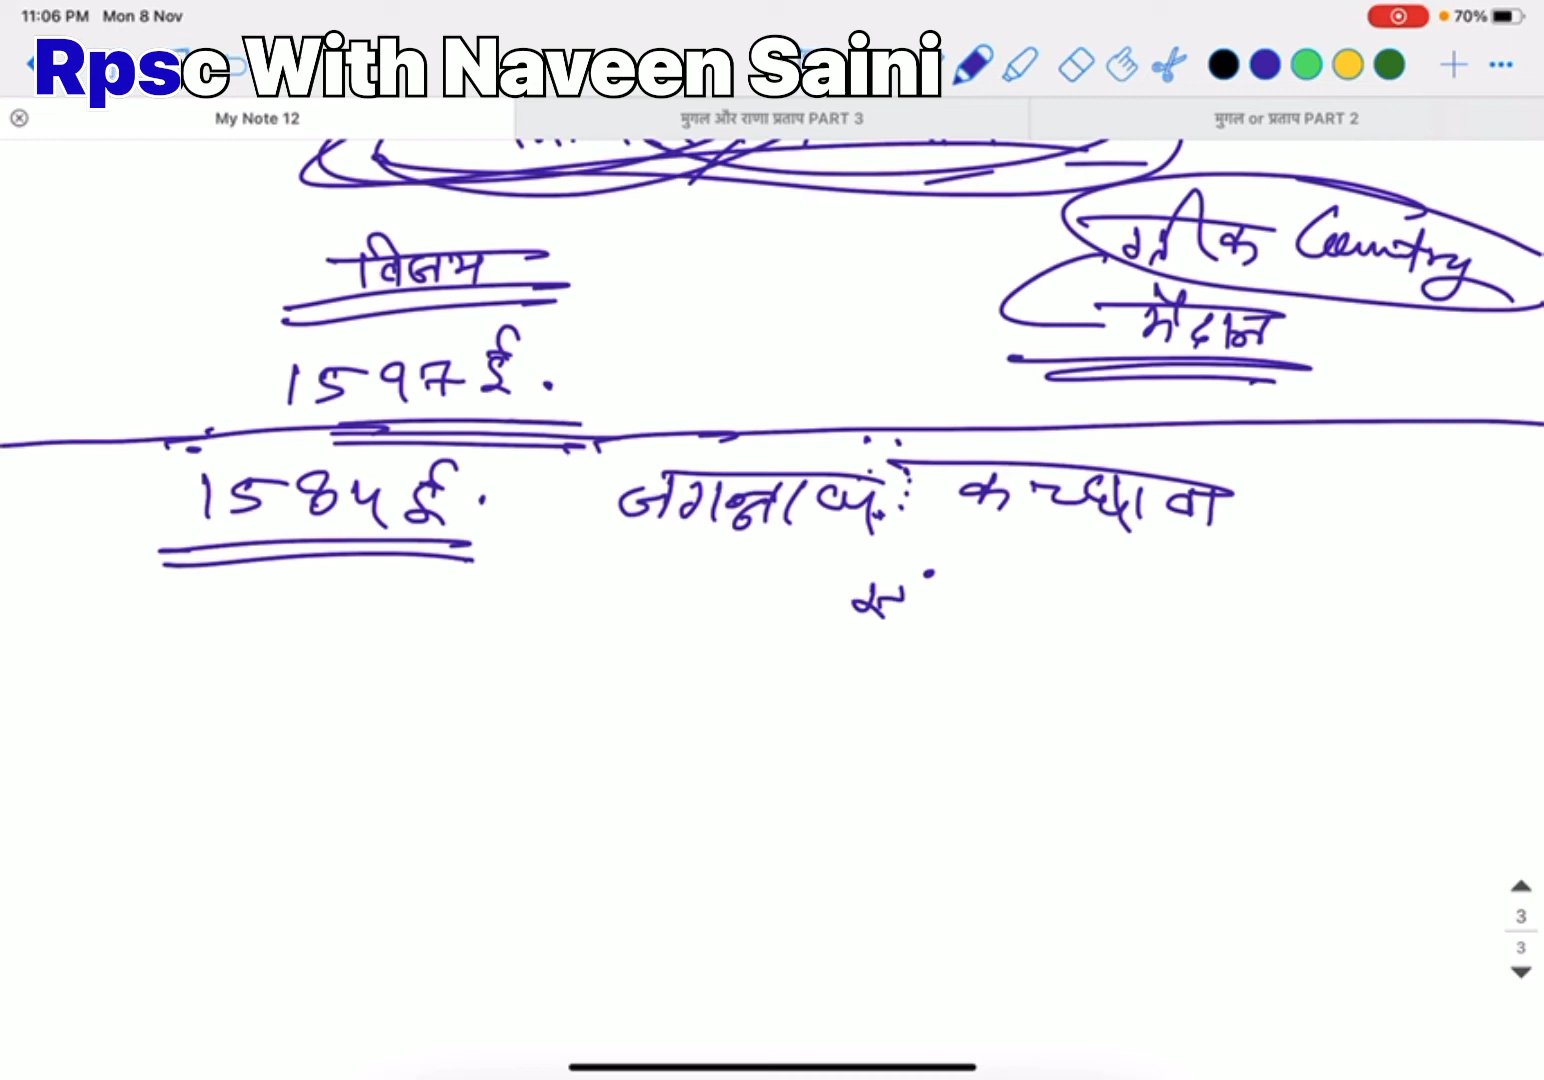 11:06 PM Mon 8 Nov 70%
Rpsc With Naveen Saini
My Note 12 मुगल और राणा प्रताप PART 3 मुगल or प्रताप PART 2
ग्रीक Country
विजय
मैदान
1597 ई.
1584 ई. जगन्नाथ कच्छावा
3
3